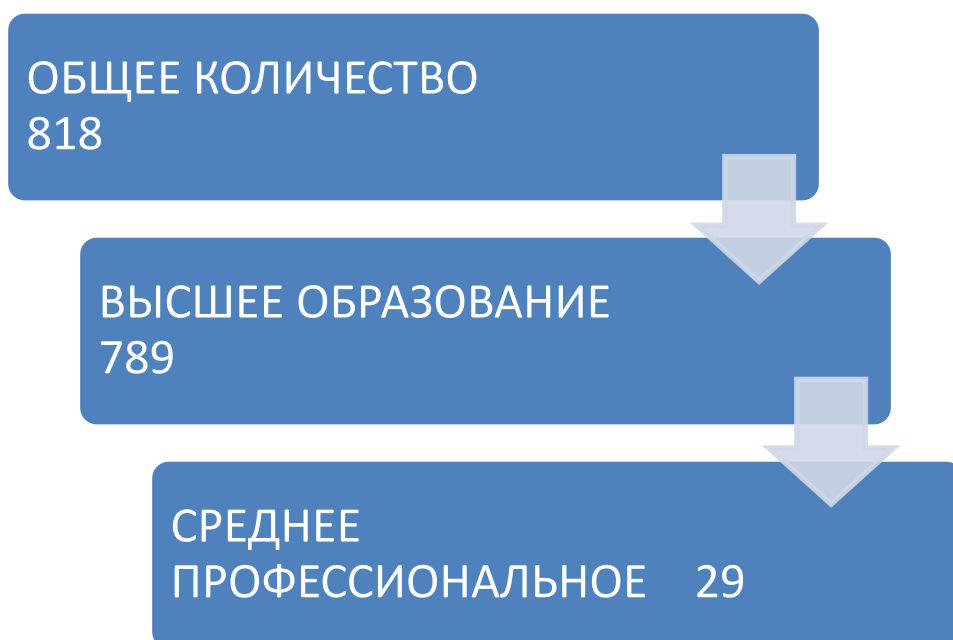 ОБЩЕЕ КОЛИЧЕСТВО
818
ВЫСШЕЕ ОБРАЗОВАНИЕ
789
СРЕДНЕЕ
ПРОФЕССИОНАЛЬНОЕ 29